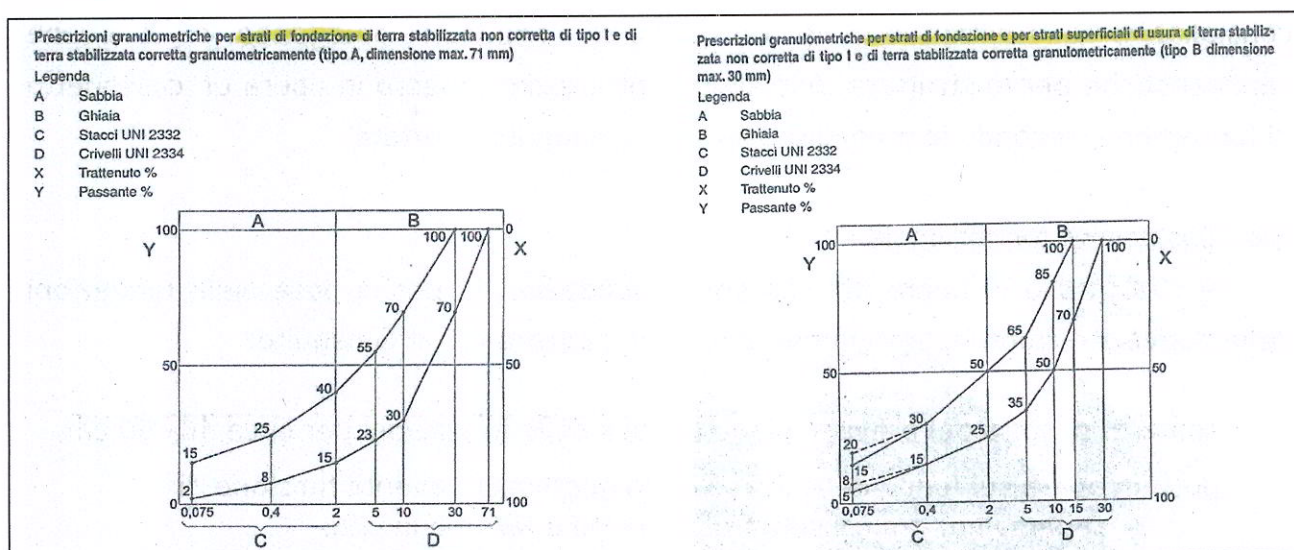 Prescrizioni granulometriche per strati di fondazione di terra stabilizzata non corretta di tipo I e di
terra stabilizzata corretta granulometricamente (tipo A, dimensione max. 71 mm)
Legenda
A Sabbia
B Ghiaia
C Stacci UNI 2332
D Crivelli UNI 2334
X Trattenuto %
Y Passante %
A B
100 100 100 0
Y X
70 70
55
50 50
40
30
25 23
15 15
8
2
0 100
0,075 0,4 2 5 10 30 71
C D
Prescrizioni granulometriche per strati di fondazione e per strati superficiali di usura di terra stabiliz-
zata non corretta di tipo I e di terra stabilizzata corretta granulometricamente (tipo B dimensione
max. 30 mm)
Legenda
A Sabbia
B Ghiaia
C Stacci UNI 2332
D Crivelli UNI 2334
X Trattenuto %
Y Passante %
A B
100 100 100 0
Y X
85
65 70
50 50 50 50
35
30 25
20
15 15
8
5
0 100
0,075 0,4 2 5 10 15 30
C D